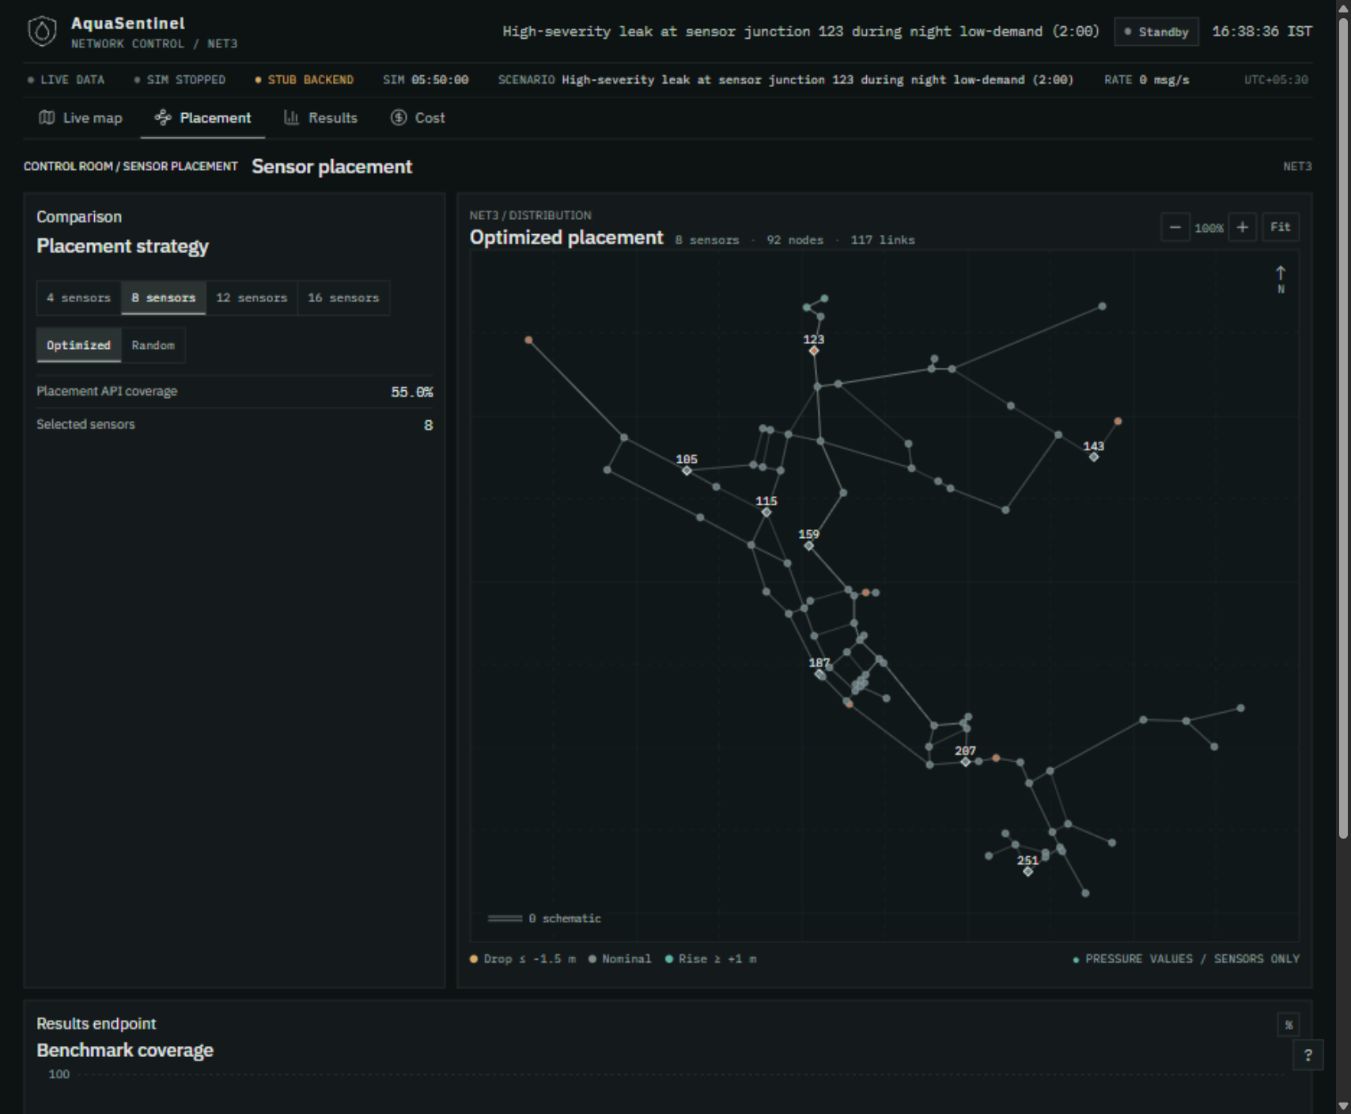 AquaSentinel
NETWORK CONTROL / NET3
High-severity leak at sensor junction 123 during night low-demand (2:00)
Standby
16:38:36 IST
LIVE DATA
SIM STOPPED
STUB BACKEND
SIM 05:50:00
SCENARIO High-severity leak at sensor junction 123 during night low-demand (2:00)
RATE 0 msg/s
UTC+05:30
Live map
Placement
Results
Cost
CONTROL ROOM / SENSOR PLACEMENT
Sensor placement
NET3
Comparison
Placement strategy
4 sensors
8 sensors
12 sensors
16 sensors
Optimized
Random
Placement API coverage
55.0%
Selected sensors
8
NET3 / DISTRIBUTION
Optimized placement
8 sensors · 92 nodes · 117 links
− 100% + Fit
N
123
143
105
115
159
187
207
251
0 schematic
Drop ≤ -1.5 m
Nominal
Rise ≥ +1 m
PRESSURE VALUES / SENSORS ONLY
Results endpoint
Benchmark coverage
%
?
100